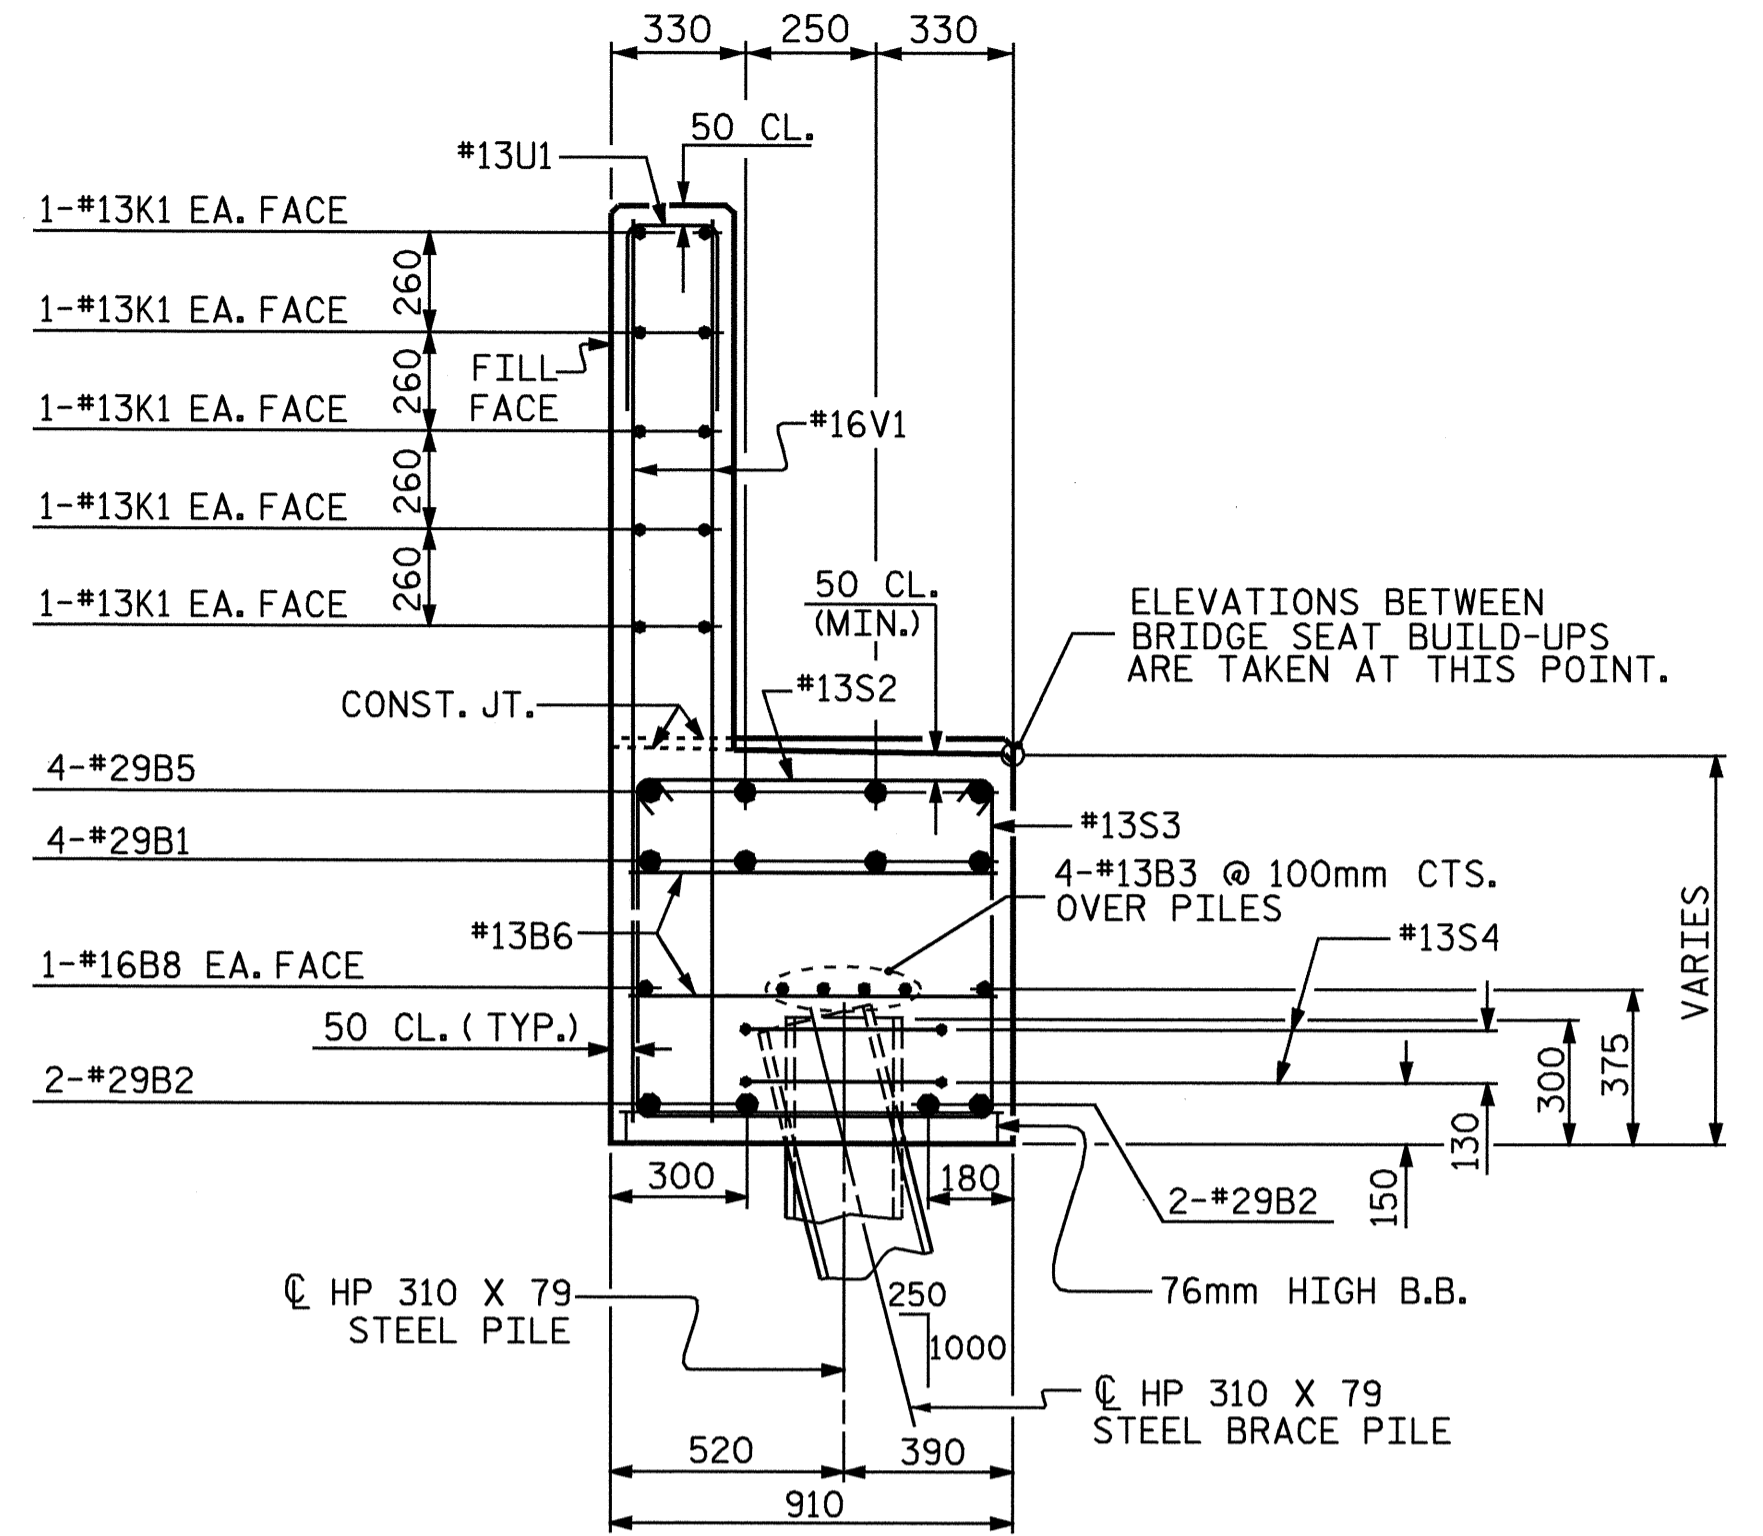 330 250 330
50 CL.
#13U1
1-#13K1 EA. FACE
260
1-#13K1 EA. FACE
FILL
FACE
260
1-#13K1 EA. FACE
#16V1
260
1-#13K1 EA. FACE
260
1-#13K1 EA. FACE
50 CL.
(MIN.)
ELEVATIONS BETWEEN
BRIDGE SEAT BUILD-UPS
ARE TAKEN AT THIS POINT.
#13S2
CONST. JT.
4-#29B5
#13S3
4-#29B1
4-#13B3 @ 100mm CTS.
OVER PILES
#13B6
#13S4
VARIES
1-#16B8 EA. FACE
50 CL. (TYP.)
375
300
2-#29B2
130
150
300
180
2-#29B2
76mm HIGH B.B.
℄ HP 310 X 79
STEEL PILE
250
1000
℄ HP 310 X 79
STEEL BRACE PILE
520 390
910